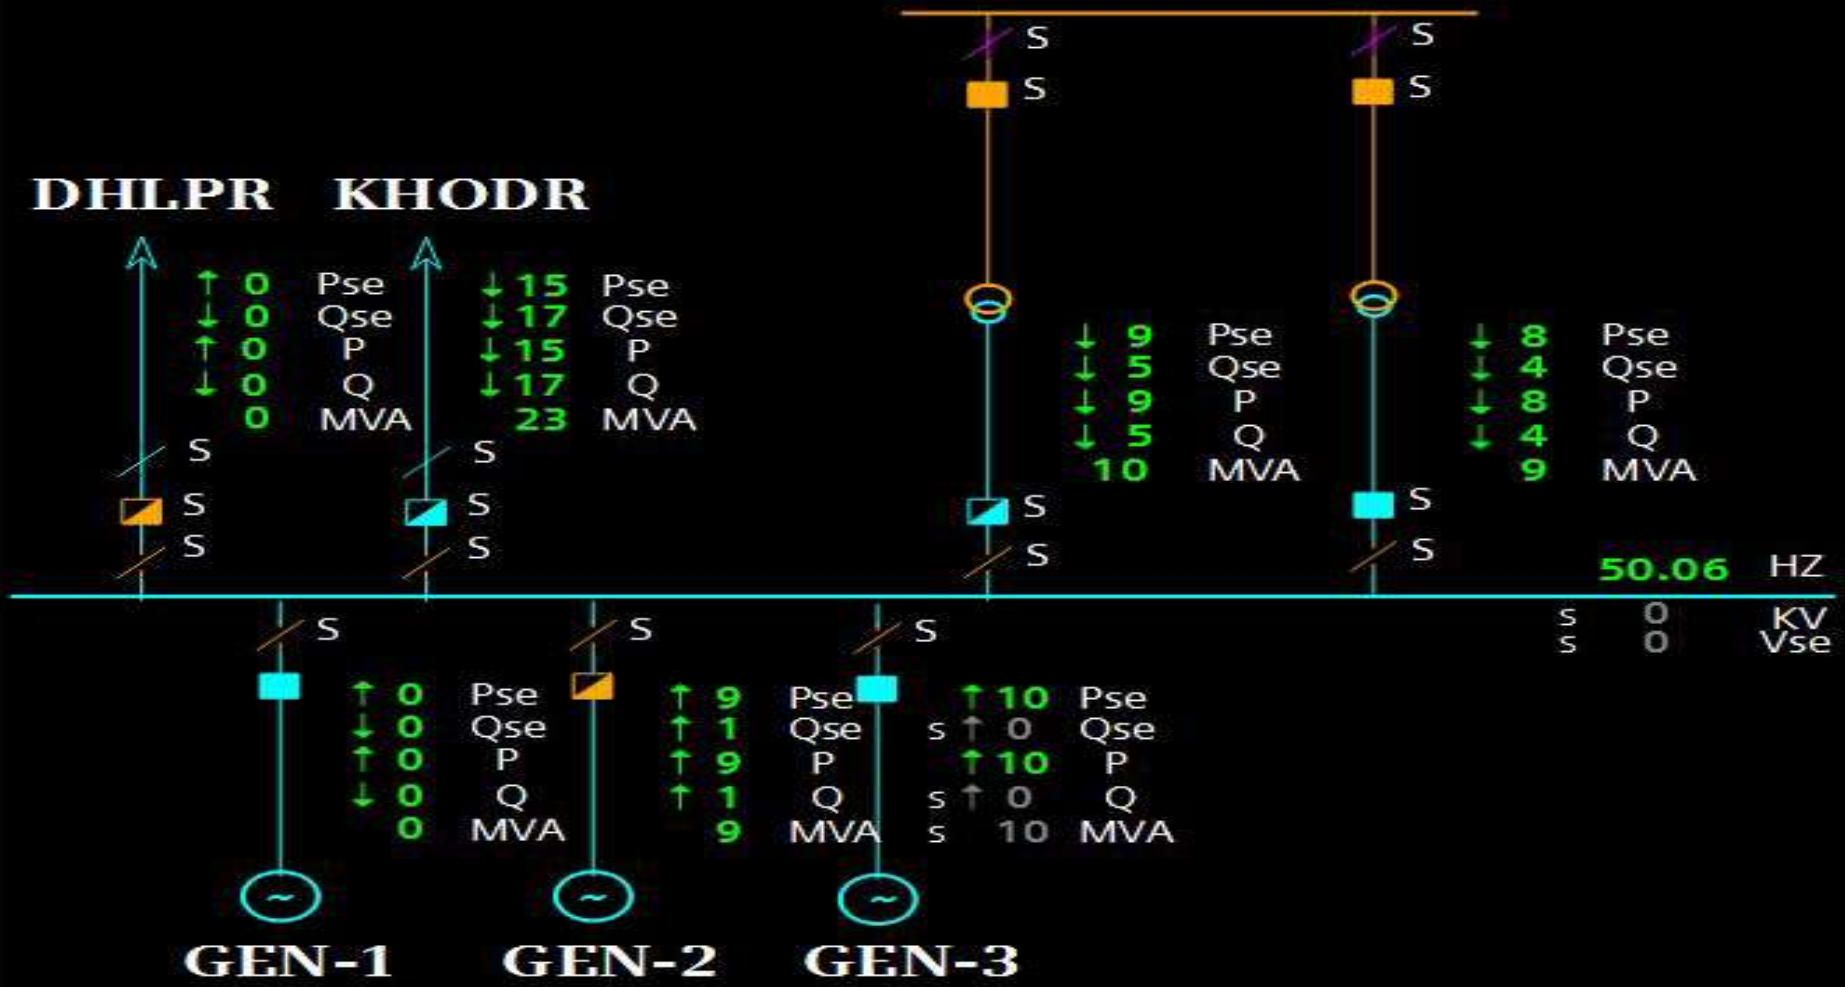 S S
S S
DHLPR KHODR
↑ 0 Pse ↓ 15 Pse
↓ 0 Qse ↓ 17 Qse
↑ 0 P ↓ 15 P
↓ 0 Q ↓ 17 Q
0 MVA 23 MVA
↓ 9 Pse ↓ 8 Pse
↓ 5 Qse ↓ 4 Qse
↓ 9 P ↓ 8 P
↓ 5 Q ↓ 4 Q
10 MVA 9 MVA
S S
S S S S
S S S S
50.06 HZ
s 0 KV
s 0 Vse
S S S
↑ 0 Pse ↑ 9 Pse ↑ 10 Pse
↓ 0 Qse ↑ 1 Qse s ↑ 0 Qse
↑ 0 P ↑ 9 P ↑ 10 P
↓ 0 Q ↑ 1 Q s ↑ 0 Q
0 MVA 9 MVA s 10 MVA
~ ~ ~
GEN-1 GEN-2 GEN-3